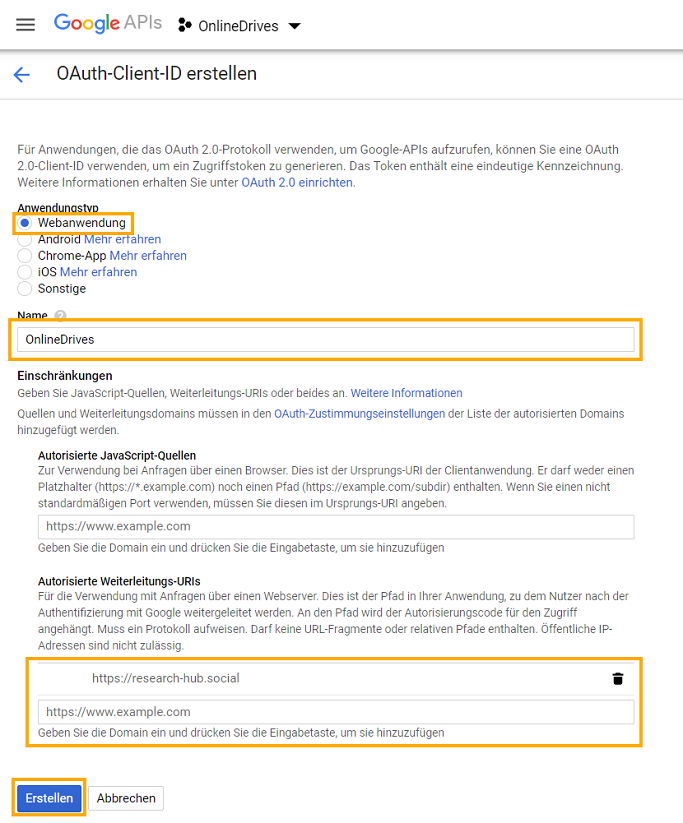 Google APIs OnlineDrives
OAuth-Client-ID erstellen
Für Anwendungen, die das OAuth 2.0-Protokoll verwenden, um Google-APIs aufzurufen, können Sie eine OAuth
2.0-Client-ID verwenden, um ein Zugriffstoken zu generieren. Das Token enthält eine eindeutige Kennzeichnung.
Weitere Informationen erhalten Sie unter OAuth 2.0 einrichten.
Anwendungstyp
Webanwendung
Android Mehr erfahren
Chrome-App Mehr erfahren
iOS Mehr erfahren
Sonstige
Name ?
OnlineDrives
Einschränkungen
Geben Sie JavaScript-Quellen, Weiterleitungs-URIs oder beides an. Weitere Informationen
Quellen und Weiterleitungsdomains müssen in den OAuth-Zustimmungseinstellungen der Liste der autorisierten Domains
hinzugefügt werden.
Autorisierte JavaScript-Quellen
Zur Verwendung bei Anfragen über einen Browser. Dies ist der Ursprungs-URI der Clientanwendung. Er darf weder einen
Platzhalter (https://*.example.com) noch einen Pfad (https://example.com/subdir) enthalten. Wenn Sie einen nicht
standardmäßigen Port verwenden, müssen Sie diesen im Ursprungs-URI angeben.
https://www.example.com
Geben Sie die Domain ein und drücken Sie die Eingabetaste, um sie hinzuzufügen
Autorisierte Weiterleitungs-URIs
Für die Verwendung mit Anfragen über einen Webserver. Dies ist der Pfad in Ihrer Anwendung, zu dem Nutzer nach der
Authentifizierung mit Google weitergeleitet werden. An den Pfad wird der Autorisierungscode für den Zugriff
angehängt. Muss ein Protokoll aufweisen. Darf keine URL-Fragmente oder relativen Pfade enthalten. Öffentliche IP-
Adressen sind nicht zulässig.
https://research-hub.social
https://www.example.com
Geben Sie die Domain ein und drücken Sie die Eingabetaste, um sie hinzuzufügen
Erstellen Abbrechen